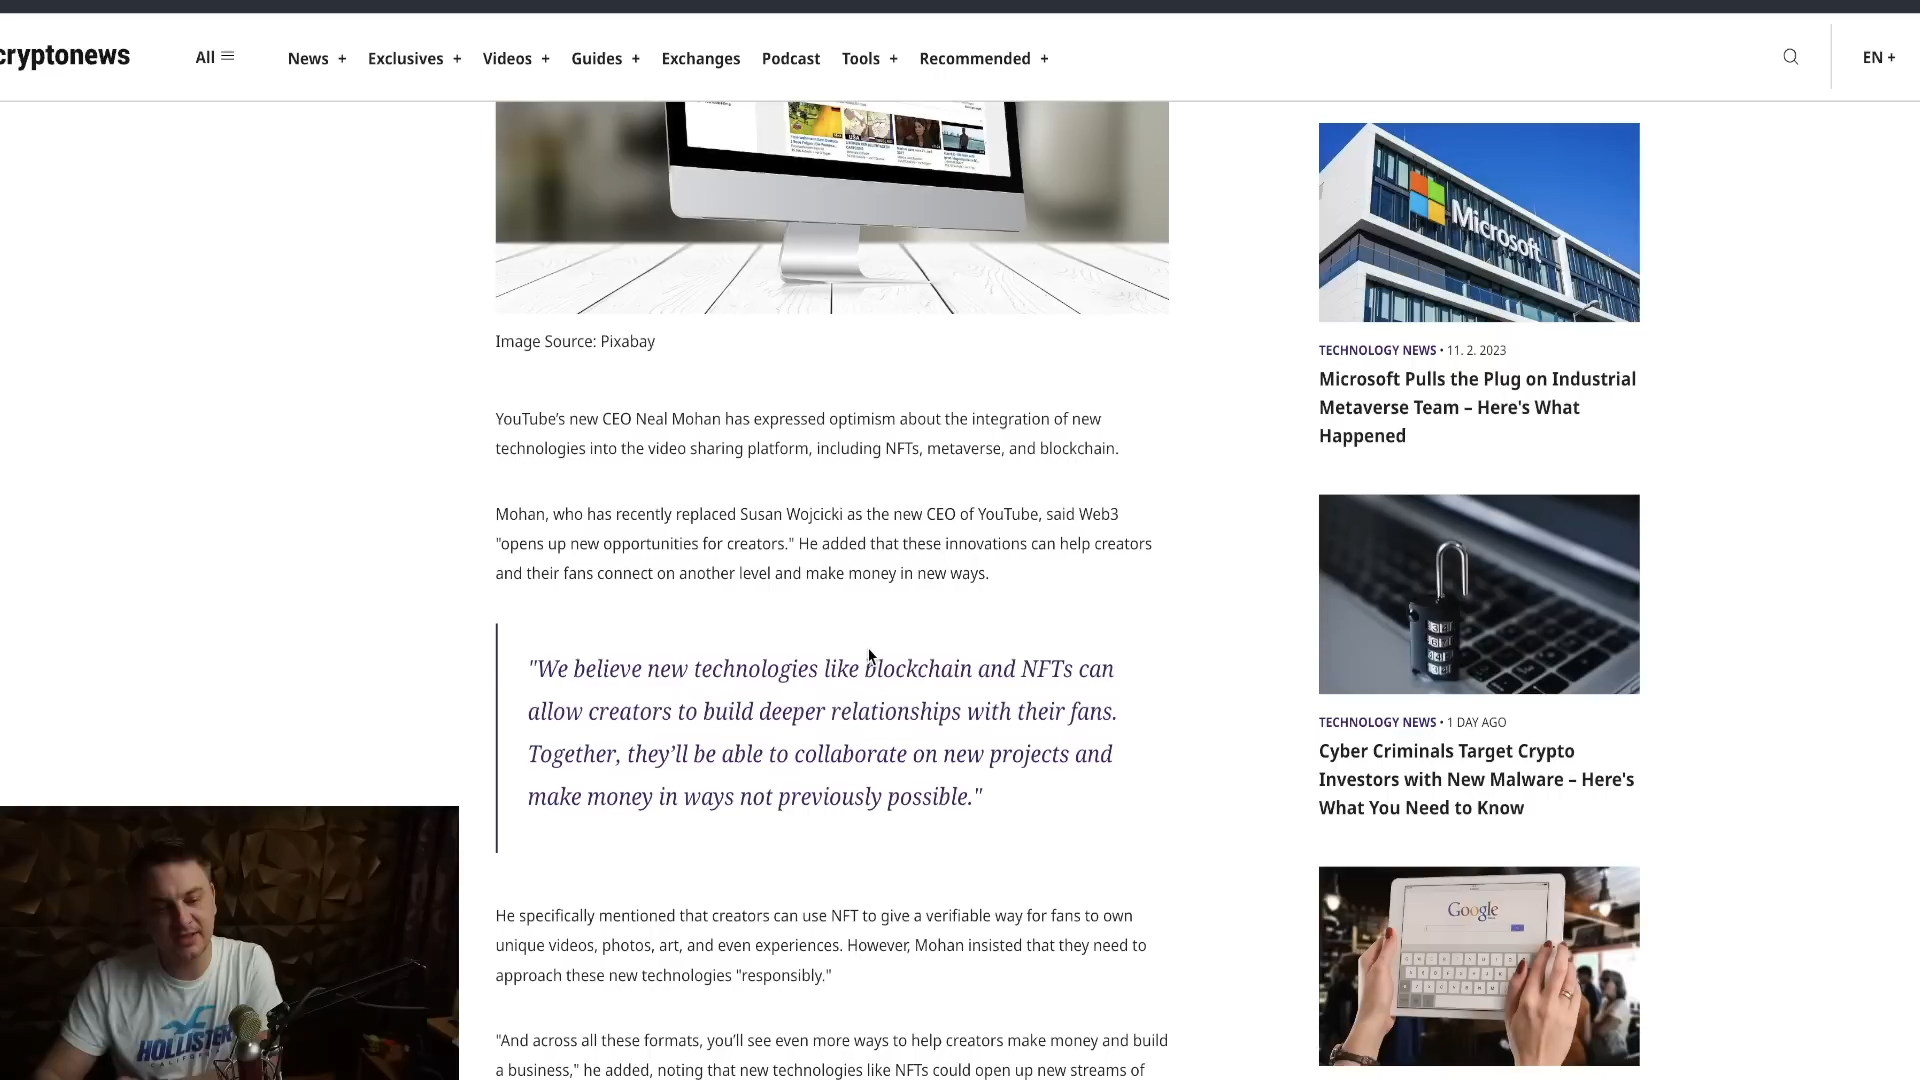 cryptonews
All
News +
Exclusives +
Videos +
Guides +
Exchanges
Podcast
Tools +
Recommended +
EN +
Image Source: Pixabay
YouTube’s new CEO Neal Mohan has expressed optimism about the integration of new
technologies into the video sharing platform, including NFTs, metaverse, and blockchain.
Mohan, who has recently replaced Susan Wojcicki as the new CEO of YouTube, said Web3
"opens up new opportunities for creators." He added that these innovations can help creators
and their fans connect on another level and make money in new ways.
"We believe new technologies like blockchain and NFTs can
allow creators to build deeper relationships with their fans.
Together, they’ll be able to collaborate on new projects and
make money in ways not previously possible."
He specifically mentioned that creators can use NFT to give a verifiable way for fans to own
unique videos, photos, art, and even experiences. However, Mohan insisted that they need to
approach these new technologies "responsibly."
"And across all these formats, you’ll see even more ways to help creators make money and build
a business," he added, noting that new technologies like NFTs could open up new streams of
Microsoft
TECHNOLOGY NEWS • 11. 2. 2023
Microsoft Pulls the Plug on Industrial
Metaverse Team – Here's What
Happened
TECHNOLOGY NEWS • 1 DAY AGO
Cyber Criminals Target Crypto
Investors with New Malware – Here's
What You Need to Know
Google
HOLLISTER
CALIFORNIA